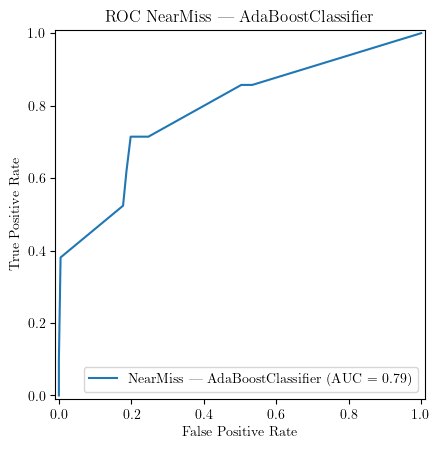 ROC NearMiss — AdaBoostClassifier
1.0
0.8
0.6
0.4
0.2
0.0
True Positive Rate
NearMiss — AdaBoostClassifier (AUC = 0.79)
0.0 0.2 0.4 0.6 0.8 1.0
False Positive Rate